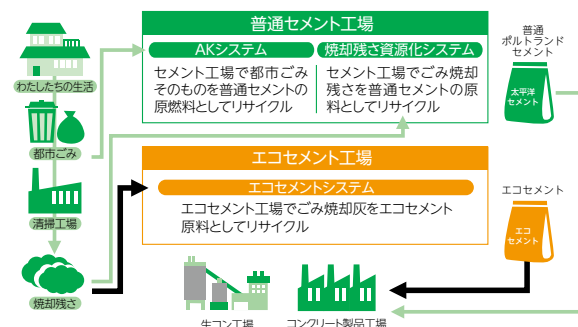 普通セメント工場
AKシステム
セメント工場で都市ごみ
そのものを普通セメントの
原燃料としてリサイクル
焼却残さ資源化システム
セメント工場でごみ焼却
残さを普通セメントの原
料としてリサイクル
普通
ポルトランド
セメント
太平洋
セメント
わたしたちの生活
都市ごみ
清掃工場
焼却残さ
エコセメント工場
エコセメントシステム
エコセメント工場でごみ焼却灰をエコセメント
原料としてリサイクル
エコセメント
エコ
セメント
生コン工場
コンクリート製品工場